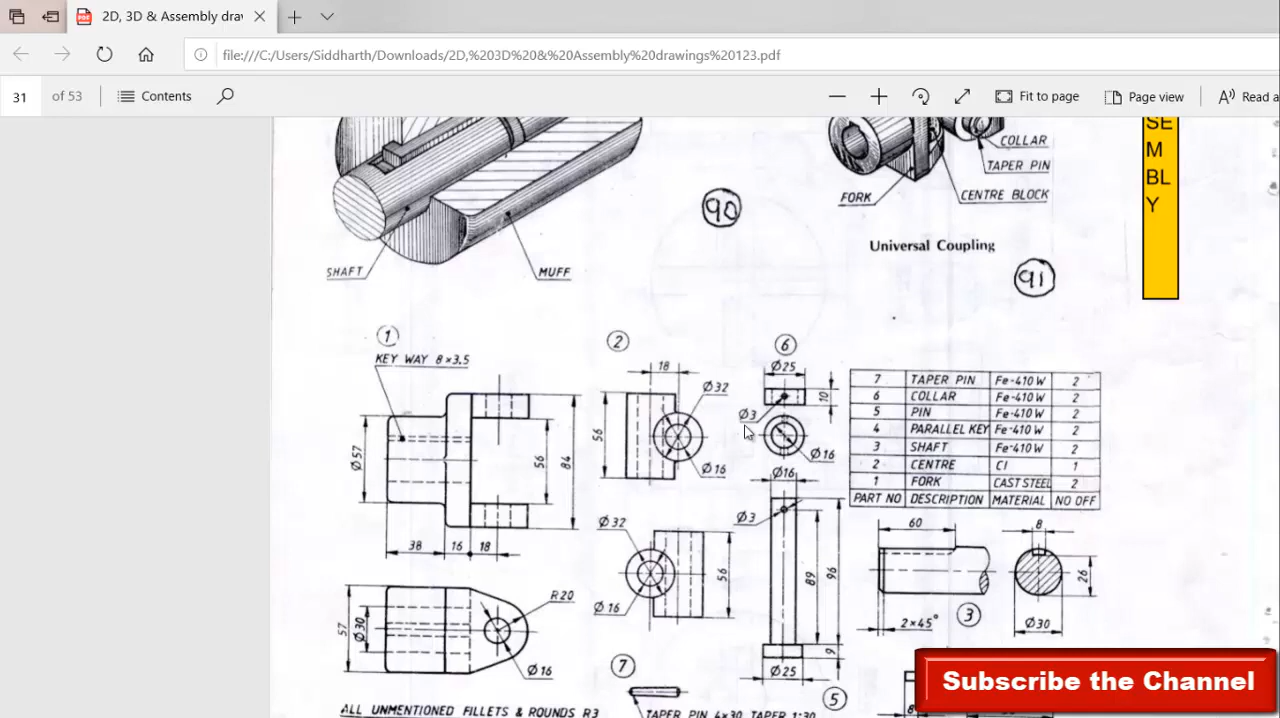 2D, 3D & Assembly drav
file:///C:/Users/Siddharth/Downloads/2D,%203D%20&%20Assembly%20drawings%20123.pdf
31 of 53
Contents
Fit to page
Page view
Read a
SE
M
BL
Y
COLLAR
TAPER PIN
FORK
CENTRE BLOCK
90
Universal Coupling
SHAFT
MUFF
91
1
KEY WAY 8×3.5
Ø57
56
84
38
16
18
57
Ø30
R20
Ø16
ALL UNMENTIONED FILLETS & ROUNDS R3
2
18
Ø32
56
Ø16
Ø32
56
Ø16
7
TAPER PIN 4×30 TAPER 1:30
6
Ø25
10
Ø3
Ø16
Ø16
Ø3
89
96
9
Ø25
5
7 TAPER PIN Fe-410W 2
6 COLLAR Fe-410W 2
5 PIN Fe-410W 2
4 PARALLEL KEY Fe-410W 2
3 SHAFT Fe-410W 2
2 CENTRE CI 1
1 FORK CAST STEEL 2
PART NO DESCRIPTION MATERIAL NO OFF
60
8
26
2×45°
3
Ø30
8
Subscribe the Channel